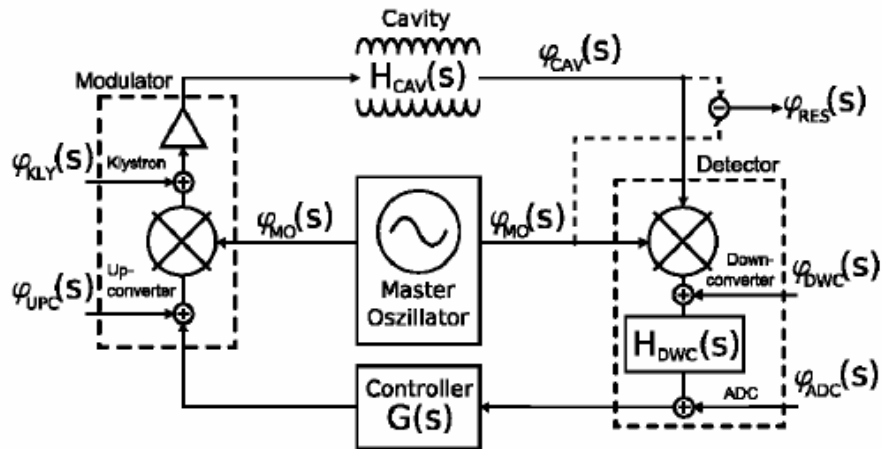 Cavity
Modulator
H_CAV(s)
φ_CAV(s)
φ_RES(s)
φ_KLY(s)
Klystron
Detector
φ_MO(s)
φ_MO(s)
φ_UPC(s)
Up-
converter
Master
Oszillator
Down-
converter
φ_DWC(s)
H_DWC(s)
Controller
G(s)
ADC
φ_ADC(s)